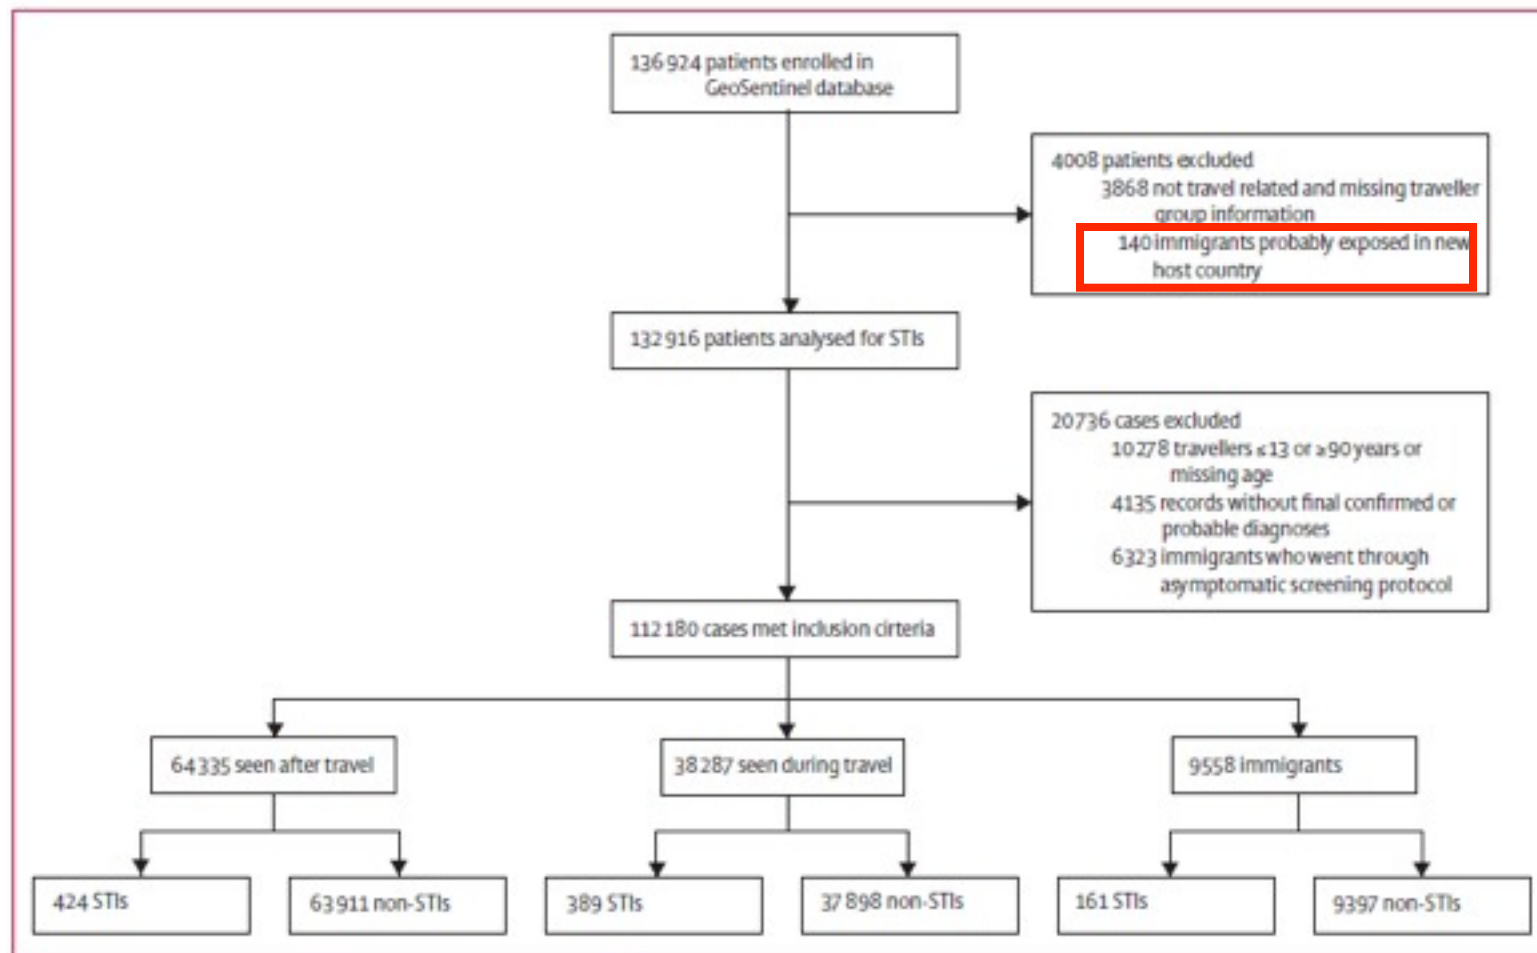 136 924 patients enrolled in
GeoSentinel database
4008 patients excluded
3868 not travel related and missing traveller
group information
140 immigrants probably exposed in new
host country
132 916 patients analysed for STIs
20 736 cases excluded
10 278 travellers ≤13 or ≥90 years or
missing age
4135 records without final confirmed or
probable diagnoses
6323 immigrants who went through
asymptomatic screening protocol
112 180 cases met inclusion cirteria
64 335 seen after travel
38 287 seen during travel
9558 immigrants
424 STIs
63 911 non-STIs
389 STIs
37 898 non-STIs
161 STIs
9397 non-STIs